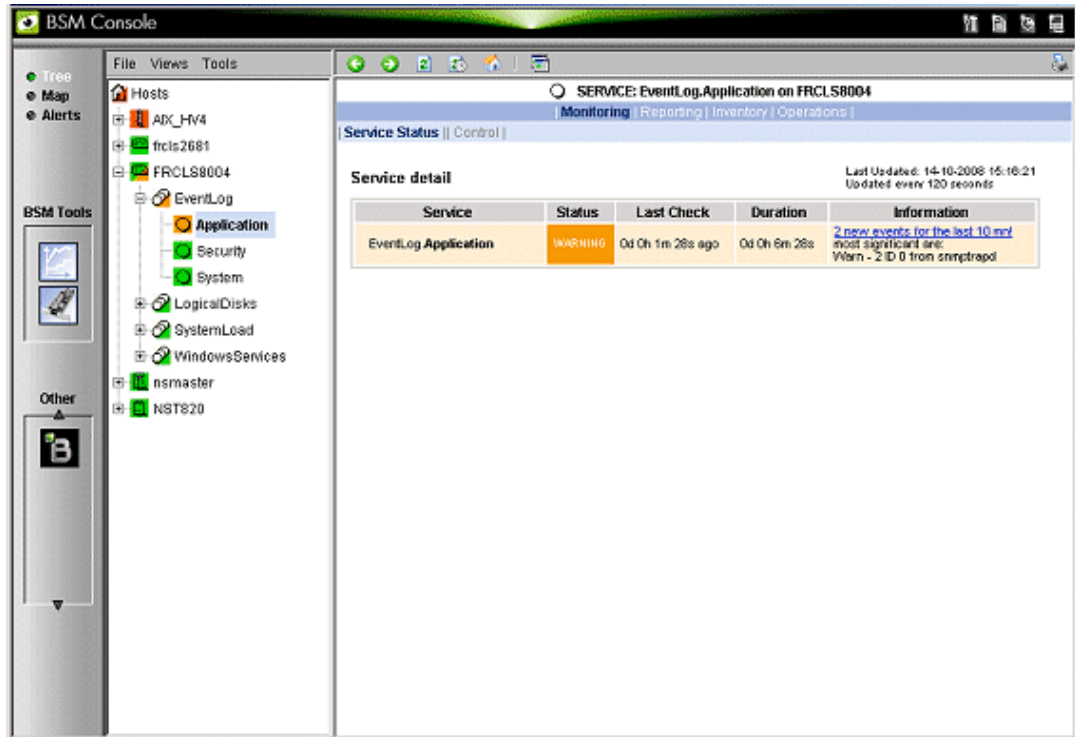 BSM Console
Tree
Map
Alerts
BSM Tools
Other
B
File Views Tools
Hosts
AIX_HV4
frcls2681
FRCLS8004
EventLog
Application
Security
System
LogicalDisks
SystemLoad
WindowsServices
nsmaster
NST820
SERVICE: EventLog.Application on FRCLS8004
| Monitoring | Reporting | Inventory | Operations |
| Service Status || Control |
Service detail
Last Updated: 14-10-2008 15:16:21
Updated every 120 seconds
Service Status Last Check Duration Information
EventLog.Application WARNING 0d 0h 1m 28s ago 0d 0h 6m 28s
2 new events for the last 10 mn!
most significant are:
Warn - 2 ID 0 from snmptrapd